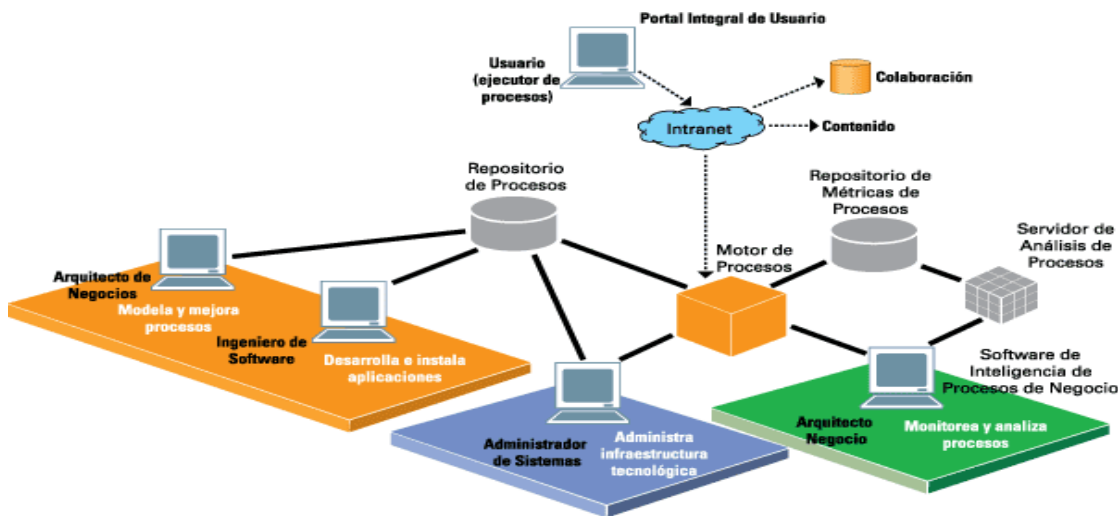 Portal Integral de Usuario
Usuario
(ejecutor de
procesos)
Colaboración
Intranet
Contenido
Repositorio
de Procesos
Repositorio de
Métricas de
Procesos
Servidor de
Análisis de
Procesos
Motor de
Procesos
Arquitecto de
Negocios
Modela y mejora
procesos
Ingeniero de
Software
Desarrolla e instala
aplicaciones
Software de
Inteligencia de
Procesos de Negocio
Administrador
de Sistemas
Administra
infraestructura
tecnológica
Arquitecto
Negocio
Monitorea y analiza
procesos